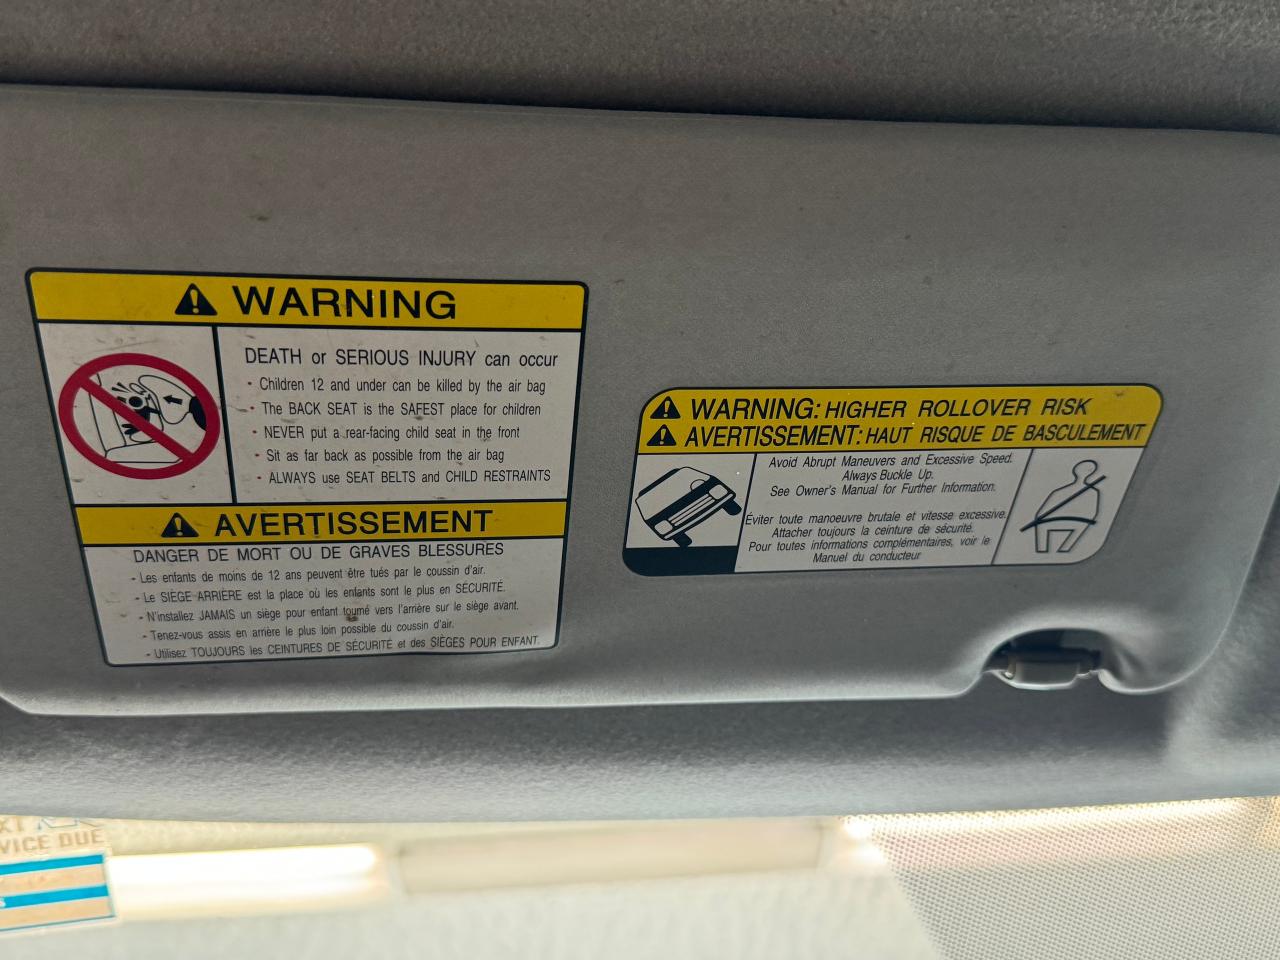 WARNING
DEATH or SERIOUS INJURY can occur
• Children 12 and under can be killed by the air bag
• The BACK SEAT is the SAFEST place for children
• NEVER put a rear-facing child seat in the front
• Sit as far back as possible from the air bag
• ALWAYS use SEAT BELTS and CHILD RESTRAINTS
AVERTISSEMENT
DANGER DE MORT OU DE GRAVES BLESSURES
- Les enfants de moins de 12 ans peuvent être tués par le coussin d'air.
- Le SIÈGE ARRIÈRE est la place où les enfants sont le plus en SÉCURITÉ.
- N'installez JAMAIS un siège pour enfant tourné vers l'arrière sur le siège avant.
- Tenez-vous assis en arrière le plus loin possible du coussin d'air.
- Utilisez TOUJOURS les CEINTURES DE SÉCURITÉ et des SIÈGES POUR ENFANT.
WARNING: HIGHER ROLLOVER RISK
AVERTISSEMENT: HAUT RISQUE DE BASCULEMENT
Avoid Abrupt Maneuvers and Excessive Speed.
Always Buckle Up.
See Owner's Manual for Further Information.
Éviter toute manoeuvre brutale et vitesse excessive.
Attacher toujours la ceinture de sécurité.
Pour toutes informations complémentaires, voir le
Manuel du conducteur
DUE